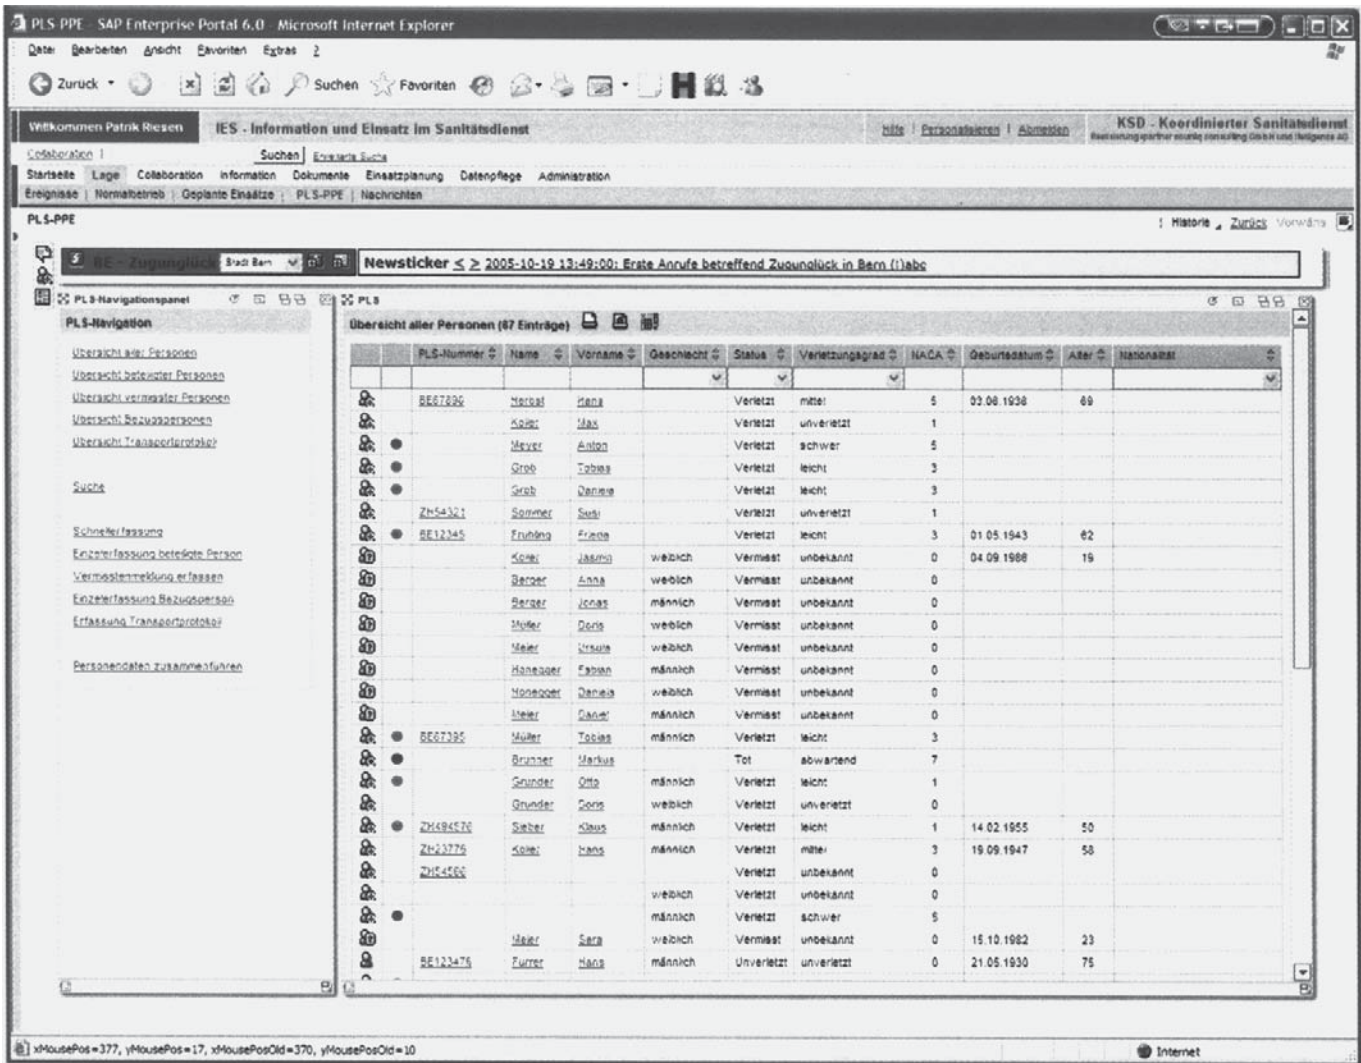 PLS-PPE - SAP Enterprise Portal 6.0 - Microsoft Internet Explorer
Datei Bearbeiten Ansicht Favoriten Extras ?
Zurück Suchen Favoriten
Willkommen Patrik Riesen IES - Information und Einsatz im Sanitätsdienst Hilfe | Personalisieren | Abmelden KSD - Koordinierter Sanitätsdienst
Collaboration | Suchen Erweiterte Suche
Startseite Lage Collaboration Information Dokumente Einsatzplanung Datenpflege Administration
Ereignisse | Normalbetrieb | Geplante Einsätze | PLS-PPE | Nachrichten
PLS-PPE | Historie Zurück Vorwärts
BE - Zugunglück Stadt Bern Newsticker < > 2005-10-19 13:49:00: Erste Anrufe betreffend Zugunglück in Bern (!)abc
PLS-Navigationspanel
PLS-Navigation
Übersicht aller Personen
Übersicht beteiligter Personen
Übersicht vermisster Personen
Übersicht Bezugspersonen
Übersicht Transportprotokoll
Suche
Schnellerfassung
Einzelerfassung beteiligte Person
Vermisstenmeldung erfassen
Einzelerfassung Bezugsperson
Erfassung Transportprotokoll
Personendaten zusammenführen
PLS
Übersicht aller Personen (87 Einträge)
PLS-Nummer Name Vorname Geschlecht Status Verletzungsgrad NACA Geburtsdatum Alter Nationalität
BE67896 Herbst Hans Verletzt mittel 5 03.08.1936 69
Koller Max Verletzt unverletzt 1
Meyer Anton Verletzt schwer 5
Grob Tobias Verletzt leicht 3
Grob Daniela Verletzt leicht 3
ZH54321 Sommer Susi Verletzt unverletzt 1
BE12345 Frühling Frieda Verletzt leicht 3 01.05.1943 62
Koller Jasmin weiblich Vermisst unbekannt 0 04.09.1986 19
Berger Anna weiblich Vermisst unbekannt 0
Berger Jonas männlich Vermisst unbekannt 0
Müller Doris weiblich Vermisst unbekannt 0
Meier Ursula weiblich Vermisst unbekannt 0
Honegger Fabian männlich Vermisst unbekannt 0
Honegger Daniela weiblich Vermisst unbekannt 0
Meier Daniel männlich Vermisst unbekannt 0
BE67395 Müller Tobias männlich Verletzt leicht 3
Brunner Markus Tot abwartend 7
Grunder Otto männlich Verletzt leicht 1
Grunder Doris weiblich Verletzt unverletzt 0
ZH494576 Sieber Klaus männlich Verletzt leicht 1 14.02.1955 50
ZH23775 Koller Hans männlich Verletzt mittel 3 19.09.1947 58
Verletzt unbekannt 0
weiblich Verletzt unbekannt 0
männlich Verletzt schwer 5
Meier Sara weiblich Vermisst unbekannt 0 15.10.1982 23
BE123476 Furrer Hans männlich Unverletzt unverletzt 0 21.05.1930 75
xMousePos=377, yMousePos=17, xMousePosOld=370, yMousePosOld=10 Internet